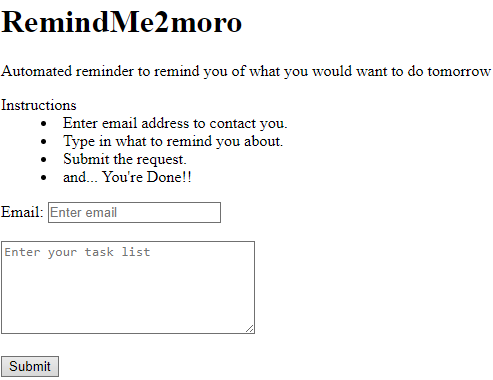 RemindMe2moro
Automated reminder to remind you of what you would want to do tomorrow
Instructions
• Enter email address to contact you.
• Type in what to remind you about.
• Submit the request.
• and... You're Done!!
Email: Enter email
Enter your task list
Submit